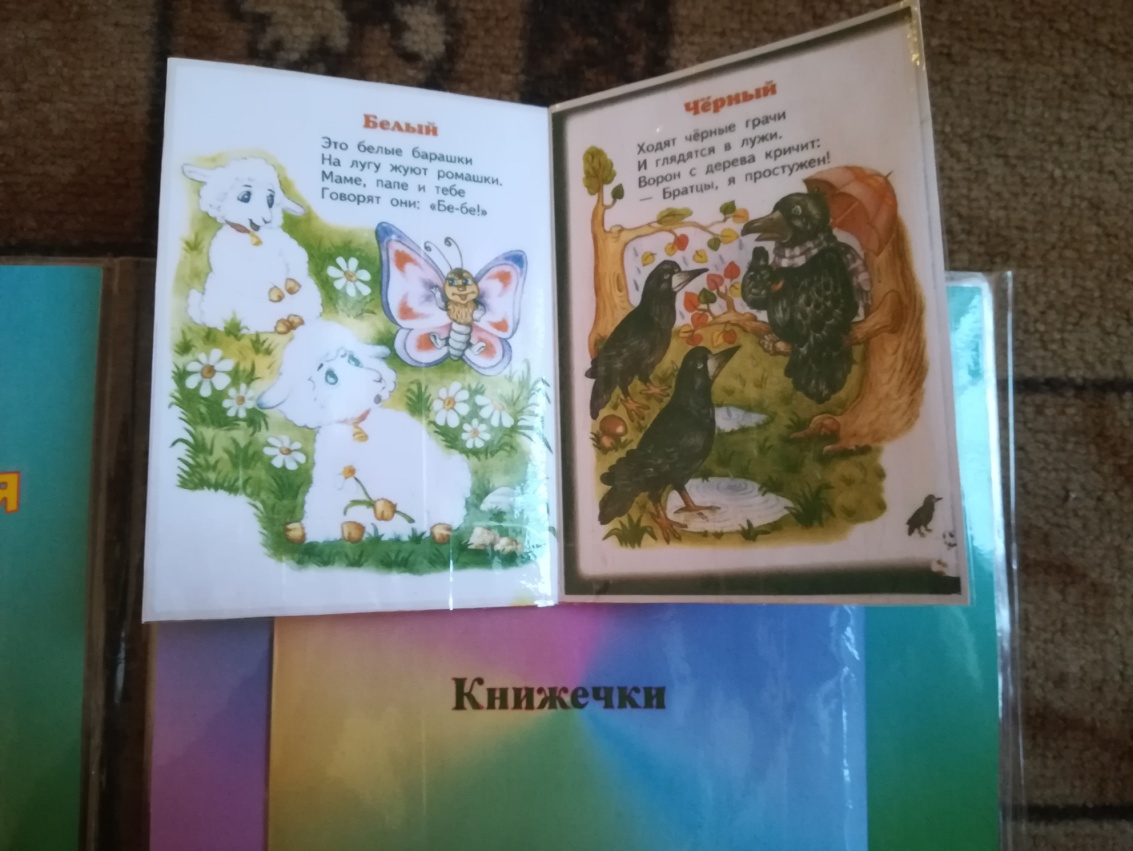 Белый
Это белые барашки
На лугу жуют ромашки.
Маме, папе и тебе
Говорят они: «Бе-бе!»
Чёрный
Ходят чёрные грачи
И глядятся в лужи.
Ворон с дерева кричит:
— Братцы, я простужен!
я
Книжечки